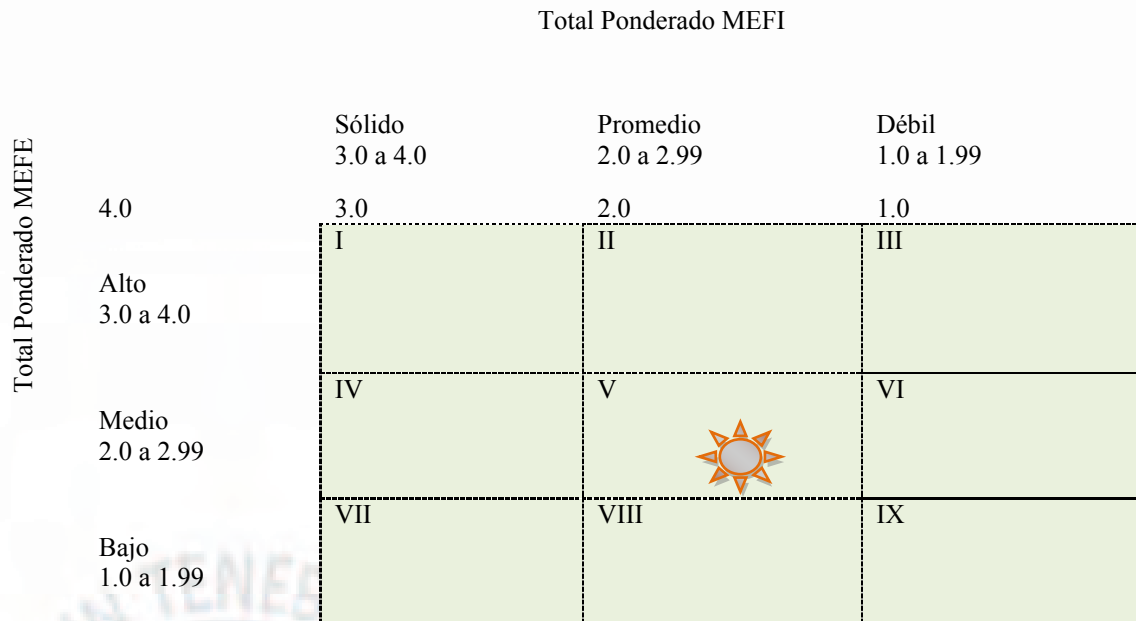 Total Ponderado MEFI
Total Ponderado MEFE
Sólido
3.0 a 4.0
Promedio
2.0 a 2.99
Débil
1.0 a 1.99
4.0
3.0
2.0
1.0
Alto
3.0 a 4.0
I
II
III
Medio
2.0 a 2.99
IV
V
VI
Bajo
1.0 a 1.99
VII
VIII
IX